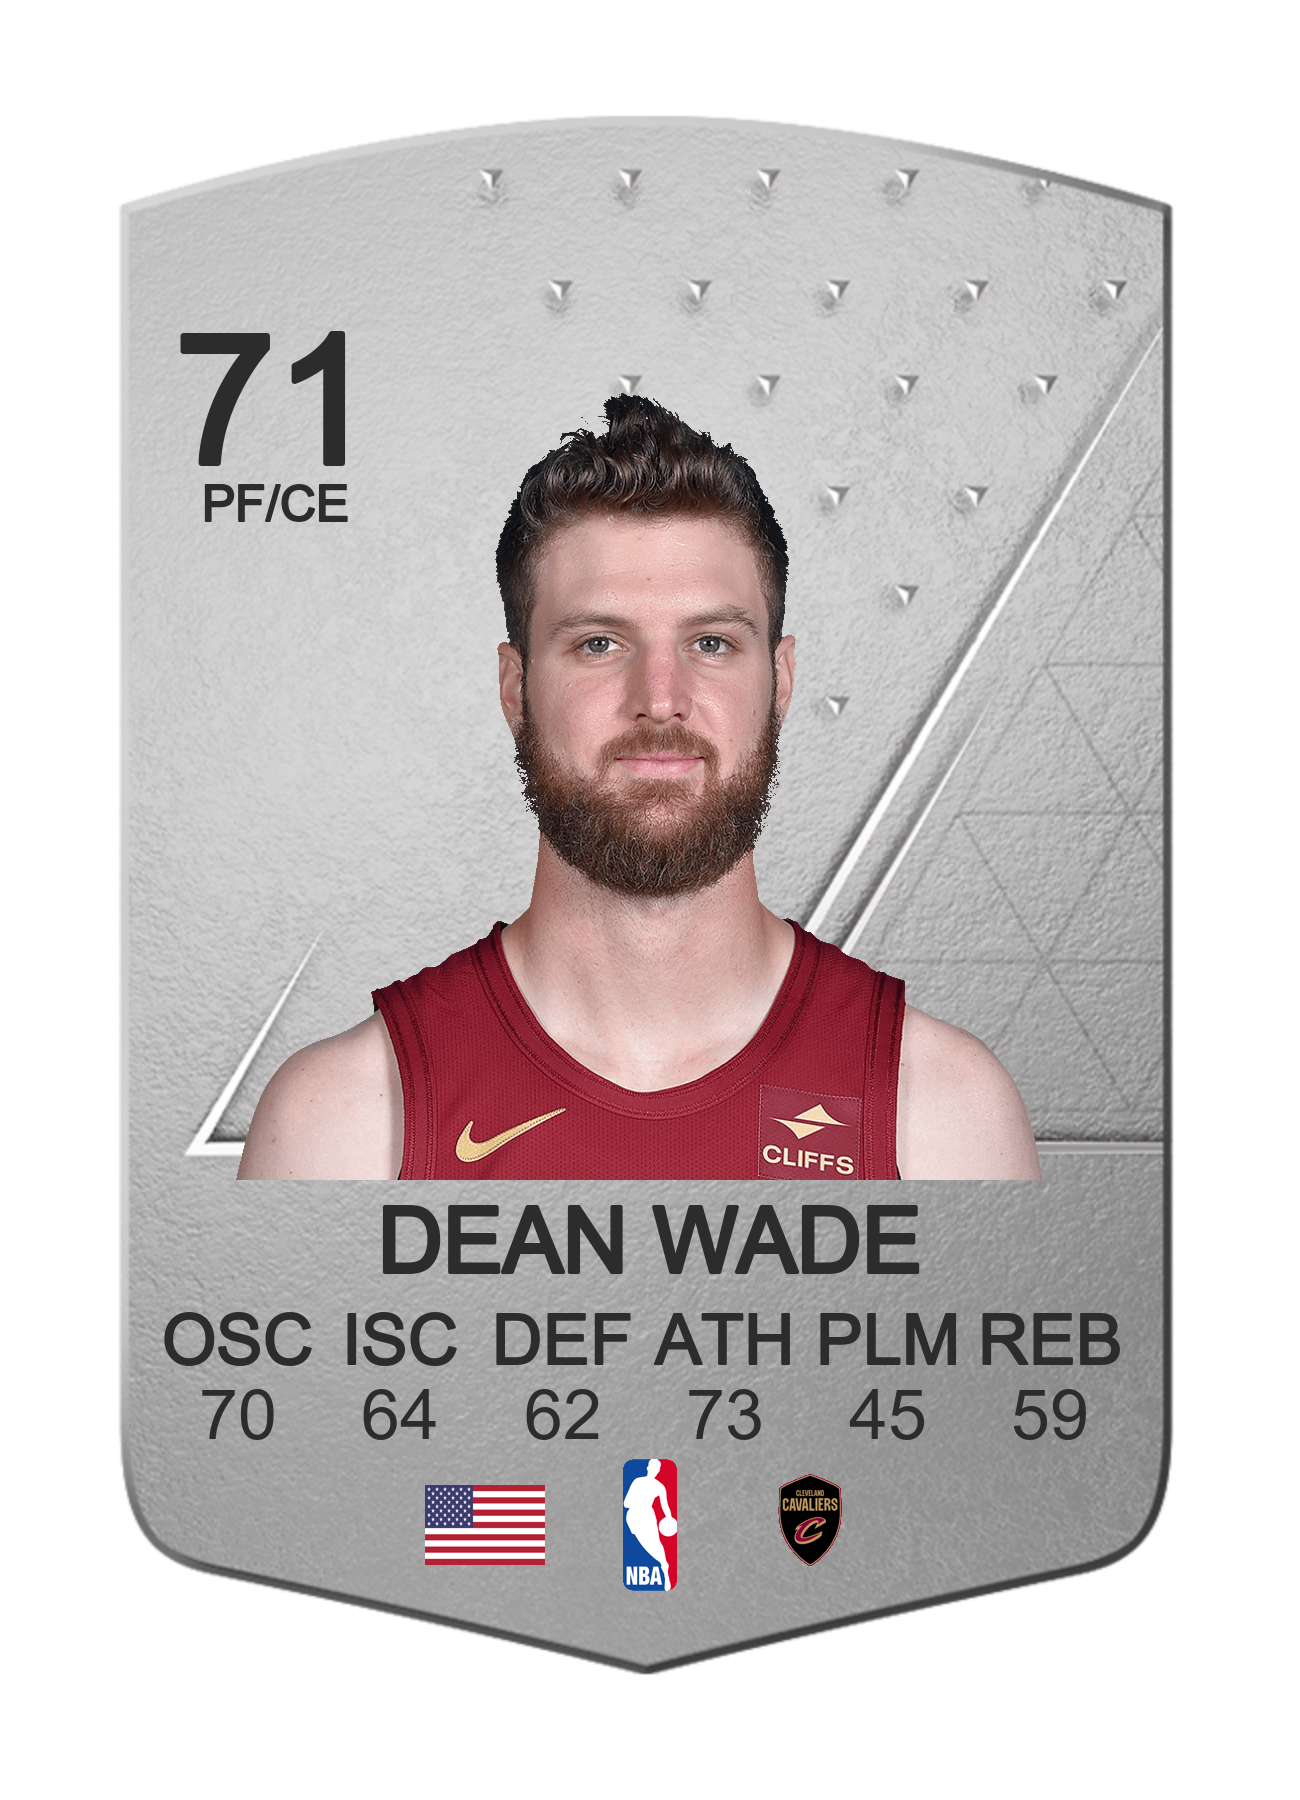 71
PF/CE
CLIFFS
DEAN WADE
OSC ISC DEF ATH PLM REB
70 64 62 73 45 59
NBA
CLEVELAND
CAVALIERS
C